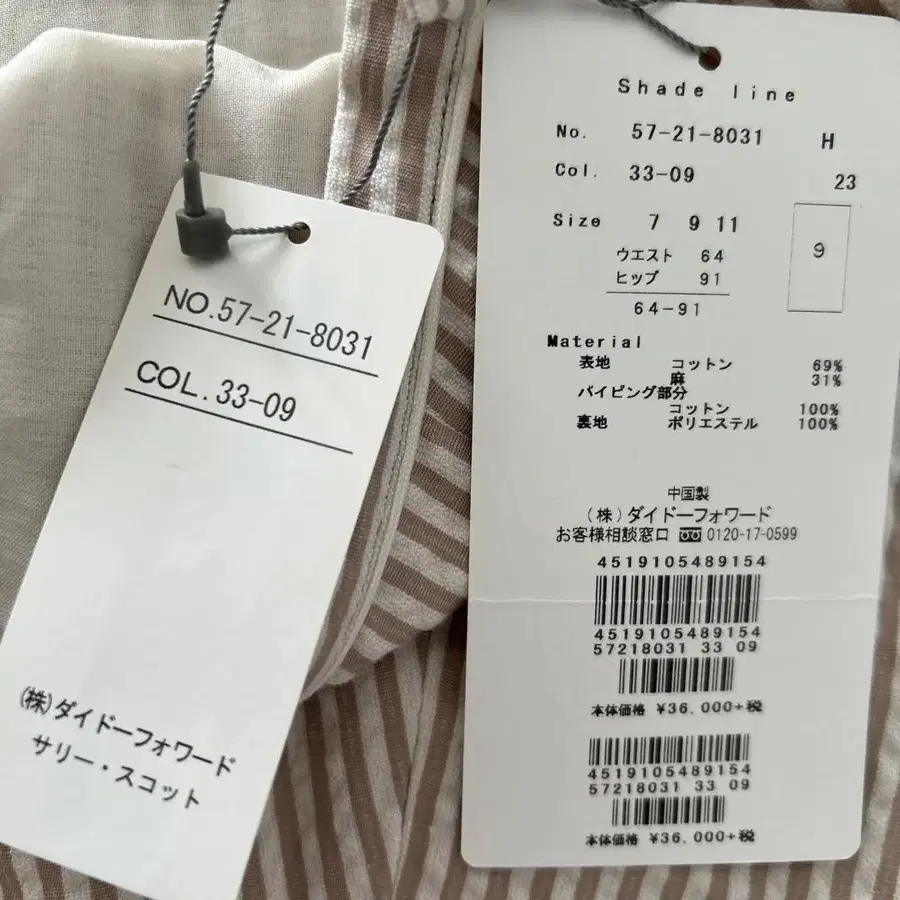 NO.57-21-8031
COL.33-09
(株)ダイドーフォワード
サリー・スコット
Shade line
No. 57-21-8031 H
Col. 33-09 23
Size 7 9 11
9
ウエスト 64
ヒップ 91
64-91
Material
表地 コットン 69%
麻 31%
パイピング部分
コットン 100%
裏地 ポリエステル 100%
中国製
(株)ダイドーフォワード
お客様相談窓口 0120-17-0599
4519105489154
4519105489154
57218031 33 09
本体価格 ¥36,000+税
4519105489154
57218031 33 09
本体価格 ¥36,000+税